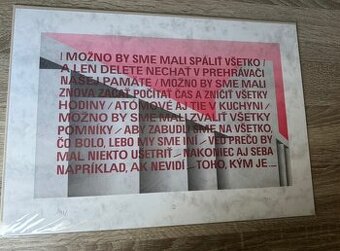 / MOŽNO BY SME MALI SPÁLIŤ VŠETKO /
A LEN DELETE NECHAŤ V PREHRÁVAČI
NAŠEJ PAMÄTE / MOŽNO BY SME MALI
ZNOVA ZAČAŤ POČÍTAŤ ČAS A ZNIČIŤ VŠETKY
HODINY / ATÓMOVÉ AJ TIE V KUCHYNI /
MOŽNO BY SME MALI ZVALIŤ VŠETKY
POMNÍKY / ABY ZABUDLI SME NA VŠETKO,
ČO BOLO, LEBO MY SME INÍ / VEĎ PREČO BY
MAL NIEKTO UŠETRIŤ / NAKONIEC AJ SEBA
NAPRÍKLAD, AK NEVIDÍ / TOHO, KÝM JE...